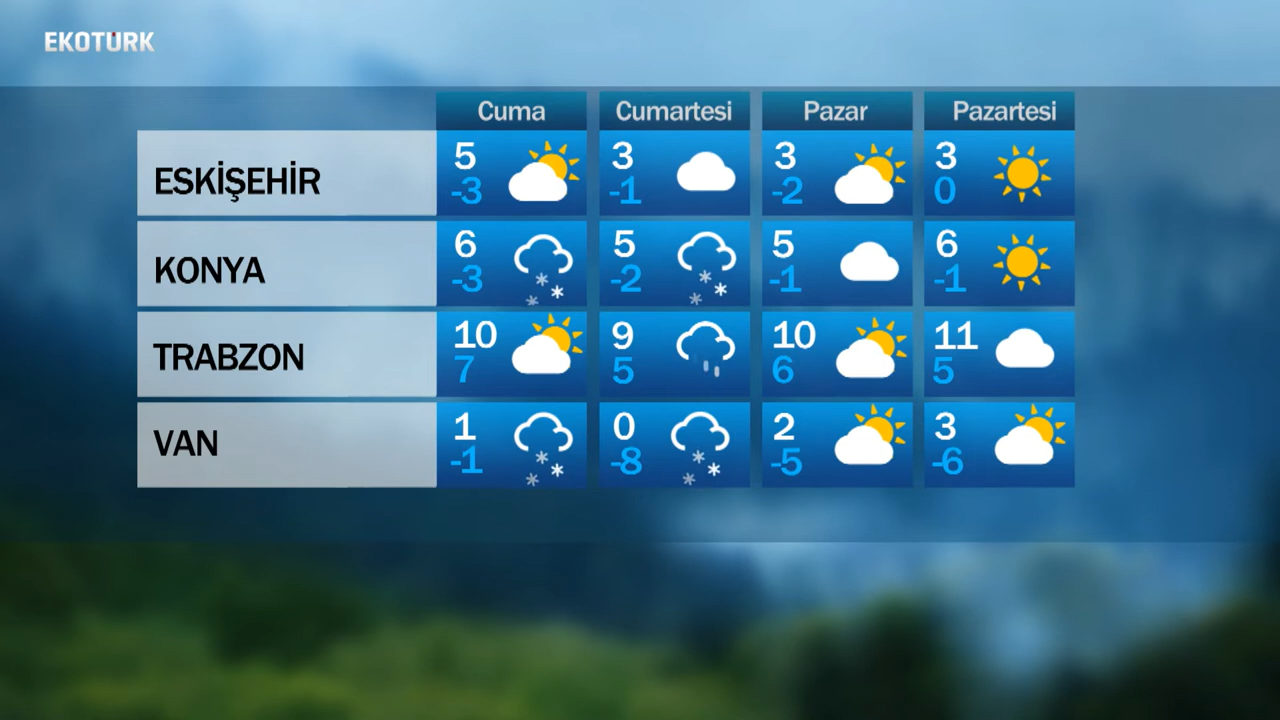 EKOTÜRK
Cuma Cumartesi Pazar Pazartesi
ESKİŞEHİR 5 -3 3 -1 3 -2 3 0
KONYA 6 -3 5 -2 5 -1 6 -1
TRABZON 10 7 9 5 10 6 11 5
VAN 1 -1 0 -8 2 -5 3 -6